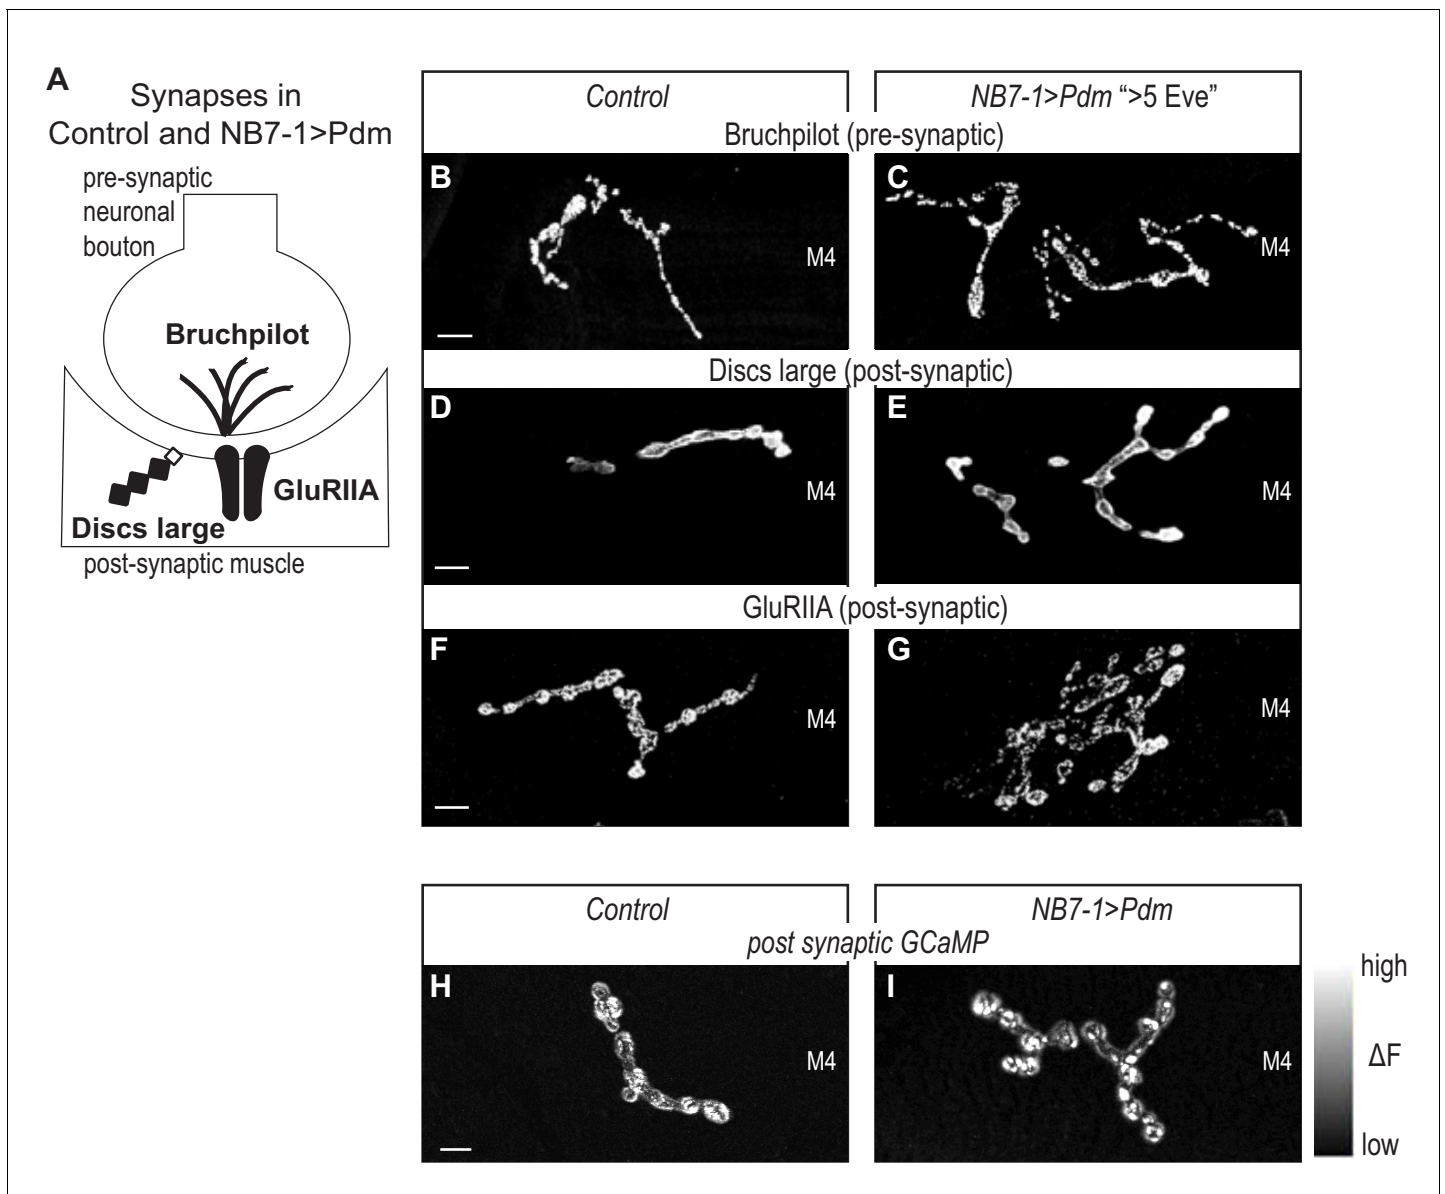 A
Synapses in
Control and NB7-1>Pdm
pre-synaptic
neuronal
bouton
Bruchpilot
GluRIIA
Discs large
post-synaptic muscle
Control
NB7-1>Pdm “>5 Eve”
Bruchpilot (pre-synaptic)
B
M4
C
M4
Discs large (post-synaptic)
D
M4
E
M4
GluRIIA (post-synaptic)
F
M4
G
M4
Control
NB7-1>Pdm
post synaptic GCaMP
H
M4
I
M4
high
ΔF
low